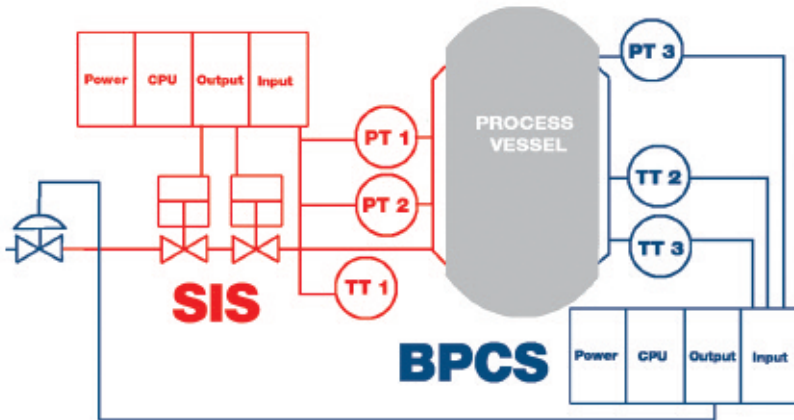 Power CPU Output Input
PT 3
PT 1
PROCESS
VESSEL
PT 2
TT 2
TT 3
TT 1
SIS
BPCS
Power CPU Output Input